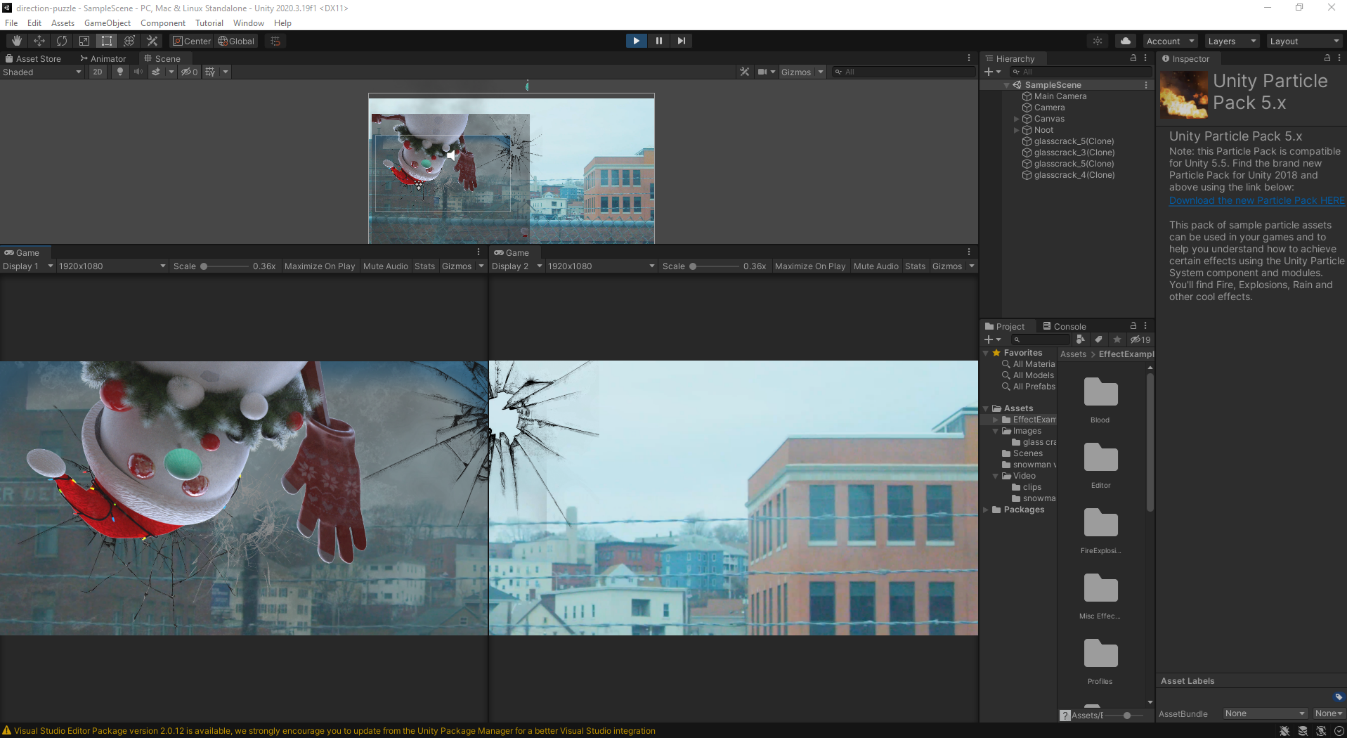 direction-puzzle - SampleScene - PC, Mac & Linux Standalone - Unity 2020.3.19f1 <DX11>
File Edit Assets GameObject Component Tutorial Window Help
Center Global
Account Layers Layout
Asset Store Animator Scene
Shaded 2D 0 Gizmos All
Hierarchy
All
SampleScene
Main Camera
Camera
Canvas
Noot
glasscrack_5(Clone)
glasscrack_3(Clone)
glasscrack_5(Clone)
glasscrack_4(Clone)
Inspector
Unity Particle
Pack 5.x
Unity Particle Pack 5.x
Note: this Particle Pack is compatible
for Unity 5.5. Find the brand new
Particle Pack for Unity 2018 and
above using the link below:
Download the new Particle Pack HERE
This pack of sample particle assets
can be used in your games and to
help you understand how to achieve
certain effects using the Unity Particle
System component and modules.
You'll find Fire, Explosions, Rain and
other cool effects.
Game
Display 1 1920x1080 Scale 0.36x Maximize On Play Mute Audio Stats Gizmos
Game
Display 2 1920x1080 Scale 0.36x Maximize On Play Mute Audio Stats Gizmos
Project Console
19
Favorites
All Materia
All Models
All Prefabs
Assets
EffectExam
Images
glass cra
Scenes
snowman v
Video
clips
snowma
Packages
Assets > EffectExampl
Blood
Editor
FireExplosi...
Misc Effec...
Profiles
Assets/E
Asset Labels
AssetBundle None None
Visual Studio Editor Package version 2.0.12 is available, we strongly encourage you to update from the Unity Package Manager for a better Visual Studio integration